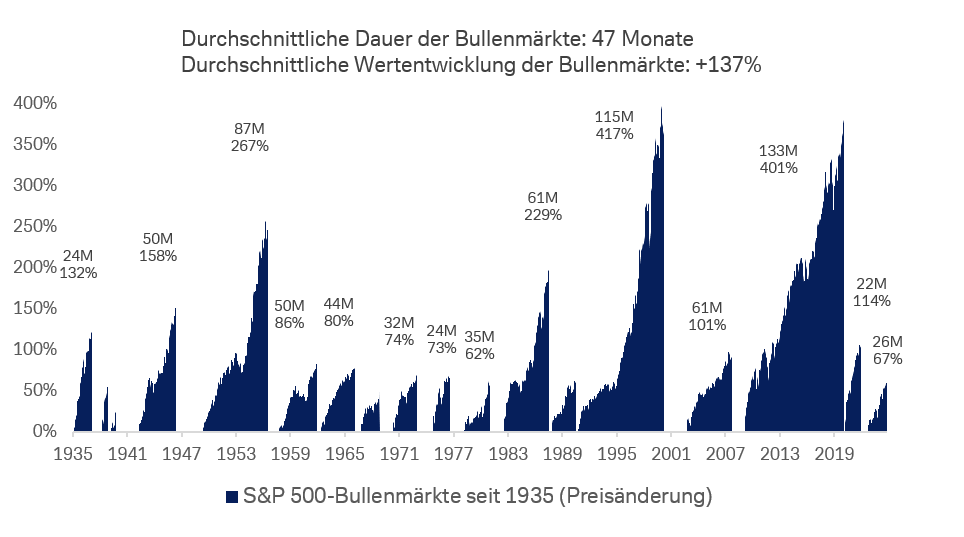 Durchschnittliche Dauer der Bullenmärkte: 47 Monate
Durchschnittliche Wertentwicklung der Bullenmärkte: +137%
400%
350%
300%
250%
200%
150%
100%
50%
0%
24M
132%
50M
158%
87M
267%
50M
86%
44M
80%
32M
74%
24M
73%
35M
62%
61M
229%
115M
417%
61M
101%
133M
401%
22M
114%
26M
67%
1935 1941 1947 1953 1959 1965 1971 1977 1983 1989 1995 2001 2007 2013 2019
S&P 500-Bullenmärkte seit 1935 (Preisänderung)